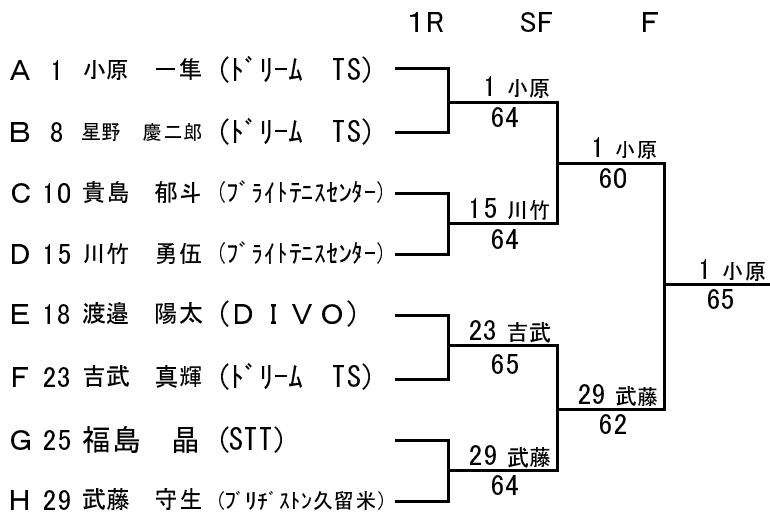 1R SF F
A 1 小原 一隼 (ﾄﾞﾘｰﾑ TS)
1 小原
64
B 8 星野 慶二郎 (ﾄﾞﾘｰﾑ TS)
1 小原
60
C 10 貴島 郁斗 (ﾌﾞﾗｲﾄﾃﾆｽｾﾝﾀｰ)
15 川竹
64
D 15 川竹 勇伍 (ﾌﾞﾗｲﾄﾃﾆｽｾﾝﾀｰ)
1 小原
65
E 18 渡邉 陽太 (ＤＩＶＯ)
23 吉武
65
F 23 吉武 真輝 (ﾄﾞﾘｰﾑ TS)
29 武藤
62
G 25 福島 晶 (STT)
29 武藤
64
H 29 武藤 守生 (ﾌﾞﾘﾁﾞｽﾄﾝ久留米)